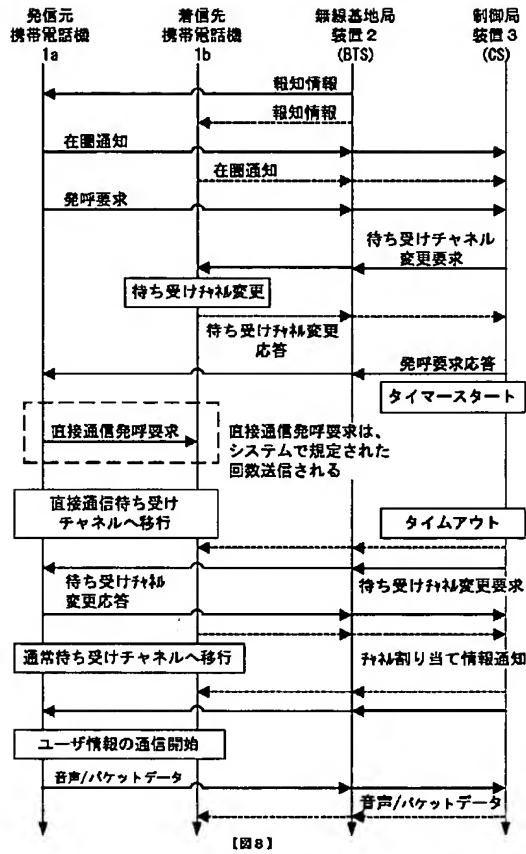 発信元
携帯電話機
1a
着信先
携帯電話機
1b
無線基地局
装置2
(BTS)
制御局
装置3
(CS)
報知情報
報知情報
在圏通知
在圏通知
発呼要求
待ち受けチャネル
変更要求
待ち受けチャネル変更
待ち受けチャネル変更
応答
発呼要求応答
タイマースタート
直接通信発呼要求
直接通信発呼要求は、
システムで規定された
回数送信される
直接通信待ち受け
チャネルへ移行
タイムアウト
待ち受けチャネル
変更応答
待ち受けチャネル変更要求
通常待ち受けチャネルへ移行
チャネル割り当て情報通知
ユーザ情報の通信開始
音声/パケットデータ
音声/パケットデータ
【図8】